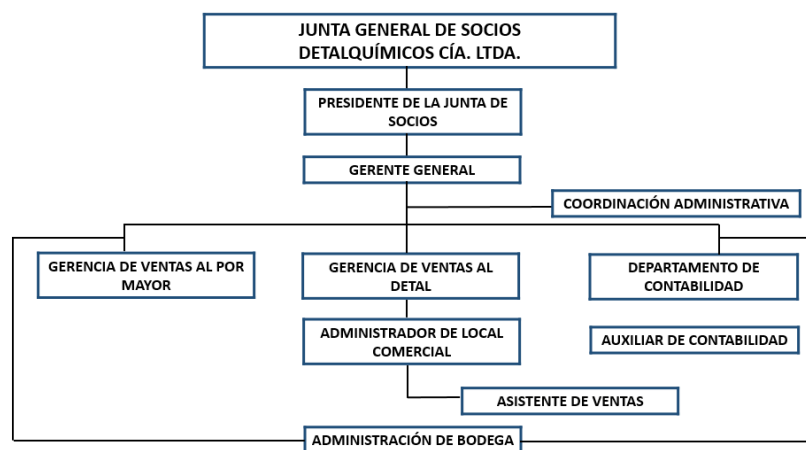 JUNTA GENERAL DE SOCIOS
DETALQUÍMICOS CÍA. LTDA.
PRESIDENTE DE LA JUNTA DE
SOCIOS
GERENTE GENERAL
COORDINACIÓN ADMINISTRATIVA
GERENCIA DE VENTAS AL POR
MAYOR
GERENCIA DE VENTAS AL
DETAL
DEPARTAMENTO DE
CONTABILIDAD
ADMINISTRADOR DE LOCAL
COMERCIAL
AUXILIAR DE CONTABILIDAD
ASISTENTE DE VENTAS
ADMINISTRACIÓN DE BODEGA